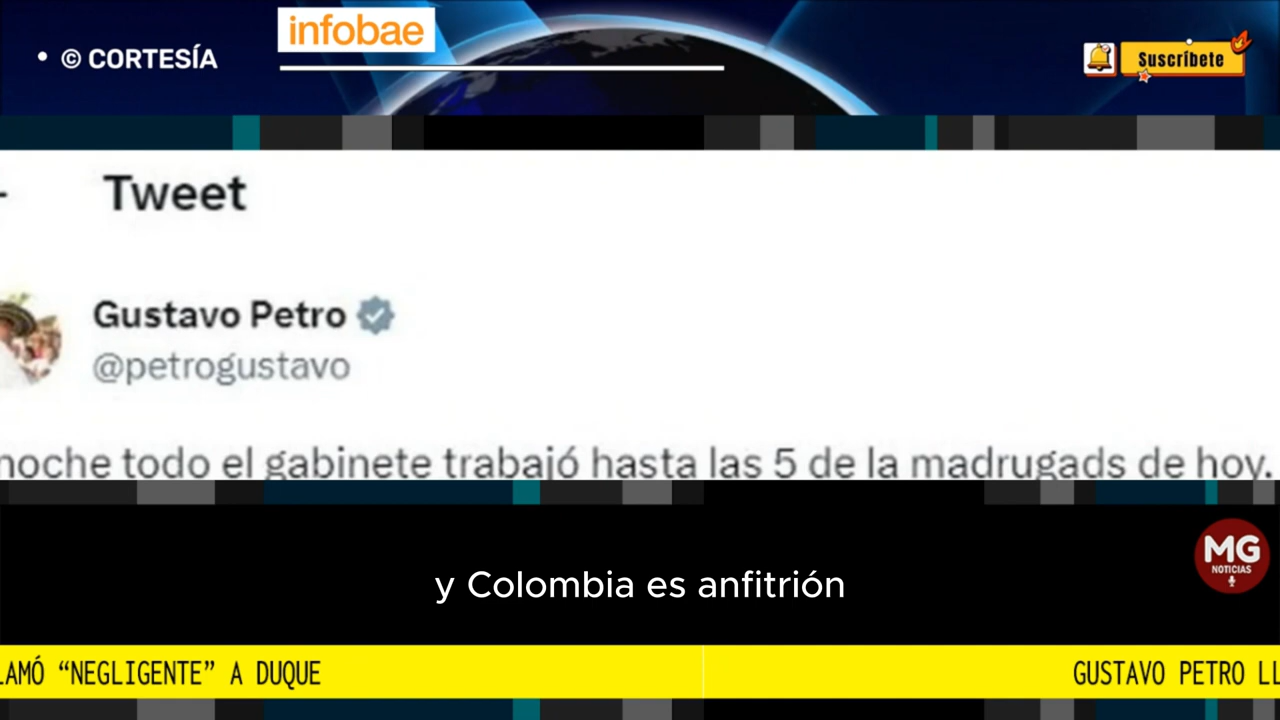 infobae
© CORTESÍA
Suscríbete
Tweet
Gustavo Petro
@petrogustavo
noche todo el gabinete trabajó hasta las 5 de la madrugads de hoy.
MG
NOTICIAS
y Colombia es anfitrión
LAMÓ “NEGLIGENTE” A DUQUE
GUSTAVO PETRO LL